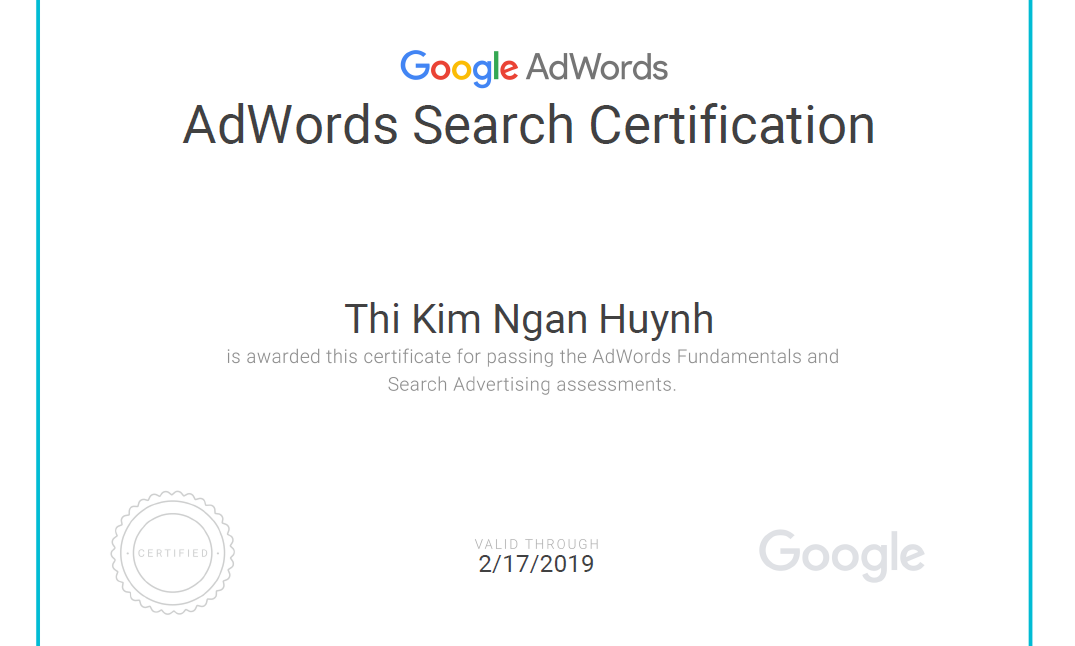 Google AdWords
AdWords Search Certification
Thi Kim Ngan Huynh
is awarded this certificate for passing the AdWords Fundamentals and
Search Advertising assessments.
· CERTIFIED ·
VALID THROUGH
2/17/2019
Google